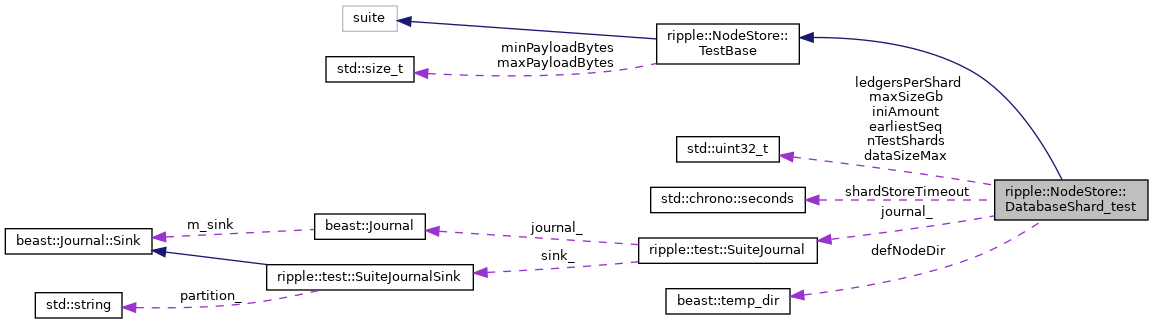 suite
ripple::NodeStore::
TestBase
minPayloadBytes
maxPayloadBytes
std::size_t
ledgersPerShard
maxSizeGb
iniAmount
earliestSeq
nTestShards
dataSizeMax
std::uint32_t
ripple::NodeStore::
DatabaseShard_test
shardStoreTimeout
std::chrono::seconds
journal_
m_sink
beast::Journal
journal_
beast::Journal::Sink
ripple::test::SuiteJournal
defNodeDir
sink_
ripple::test::SuiteJournalSink
partition_
std::string
beast::temp_dir